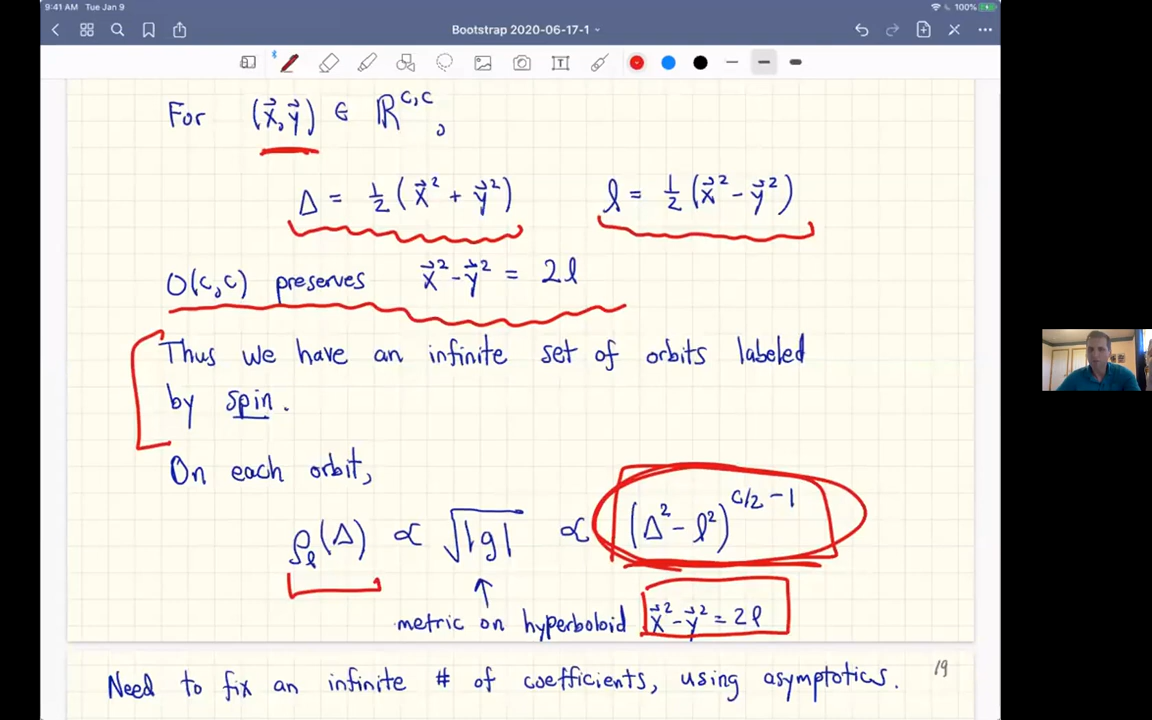 9:41 AM Tue Jan 9
100%
Bootstrap 2020-06-17-1
For (x⃗, y⃗) ∈ ℝ^{c,c},
Δ = ½(x⃗² + y⃗²) ℓ = ½(x⃗² - y⃗²)
O(c,c) preserves x⃗² - y⃗² = 2ℓ
Thus we have an infinite set of orbits labeled
by spin.
On each orbit,
ρ_ℓ(Δ) ∝ √|g| ∝ (Δ² - ℓ²)^{c/2 - 1}
↑
metric on hyperboloid x⃗² - y⃗² = 2ℓ
19
Need to fix an infinite # of coefficients, using asymptotics.